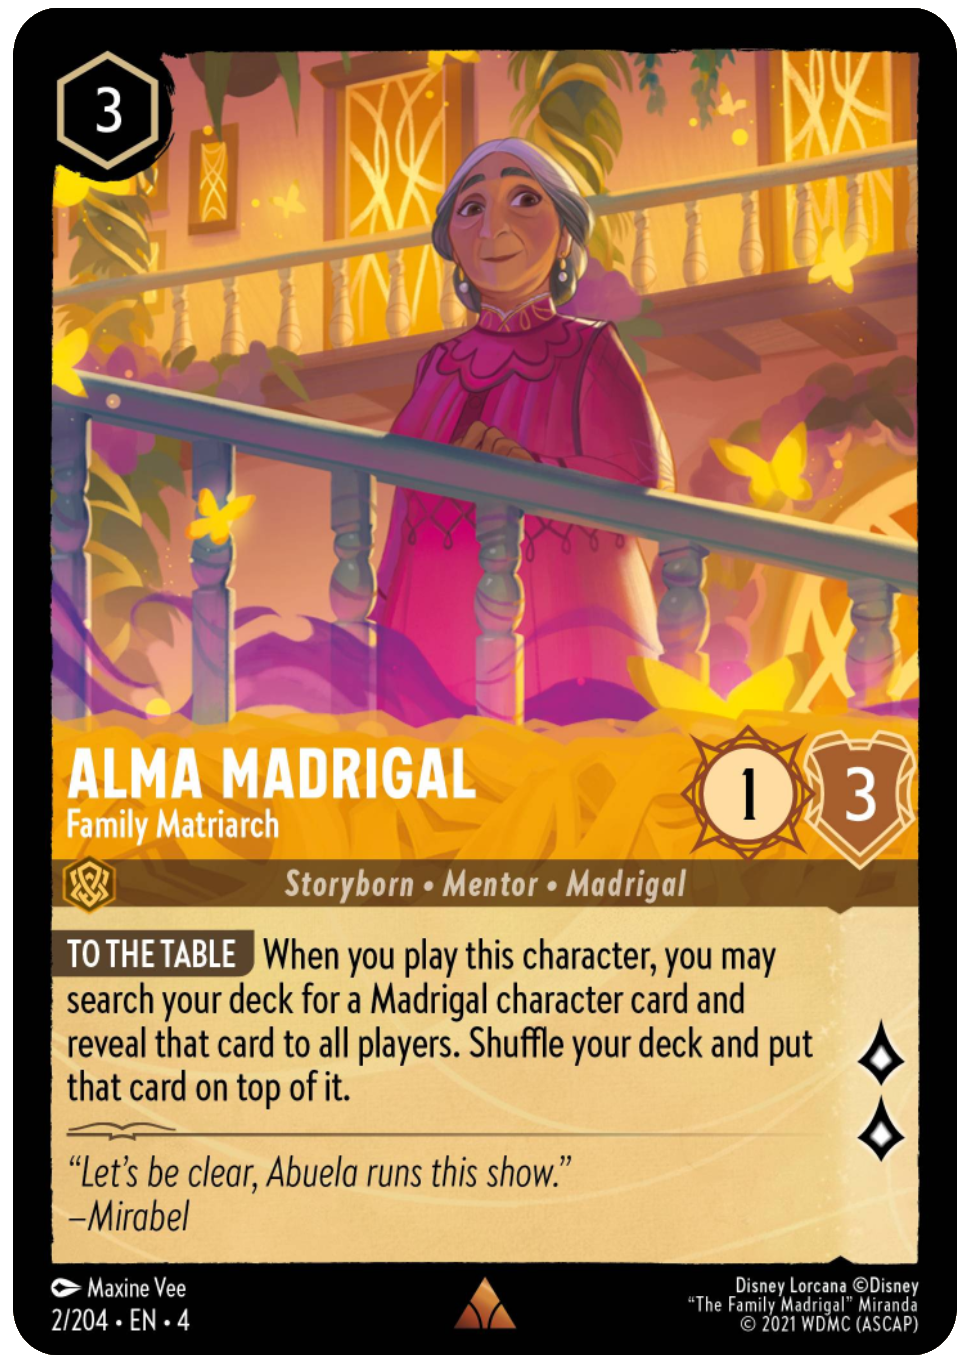 3
ALMA MADRIGAL
Family Matriarch
1
3
Storyborn • Mentor • Madrigal
TO THE TABLE When you play this character, you may
search your deck for a Madrigal character card and
reveal that card to all players. Shuffle your deck and put
that card on top of it.
“Let’s be clear, Abuela runs this show.”
–Mirabel
Maxine Vee
2/204 • EN • 4
Disney Lorcana ©Disney
“The Family Madrigal” Miranda
© 2021 WDMC (ASCAP)